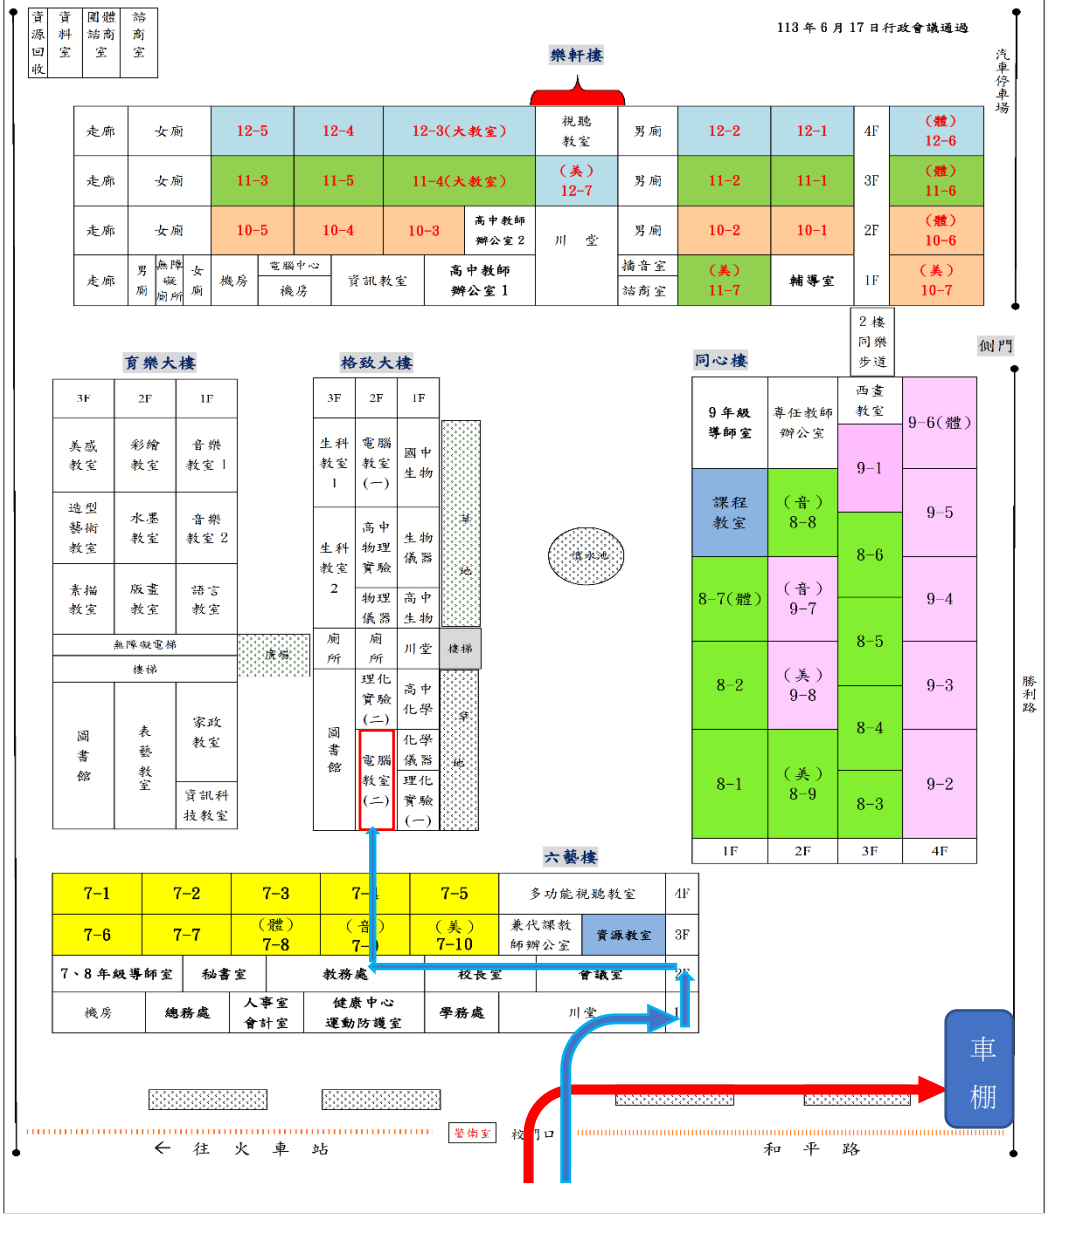 資源回收
資料室
團體諮商室
諮商室
113年6月17日行政會議通過
汽車停車場
樂軒樓
走廊 女廁 12-5 12-4 12-3(大教室) 視聽教室 男廁 12-2 12-1 4F (體)12-6
走廊 女廁 11-3 11-5 11-4(大教室) (美)12-7 男廁 11-2 11-1 3F (體)11-6
走廊 女廁 10-5 10-4 10-3 高中教師辦公室2 川堂 男廁 10-2 10-1 2F (體)10-6
走廊 男廁 無障礙廁所 女廁 機房 電腦中心 機房 資訊教室 高中教師辦公室1 播音室 諮商室 (美)11-7 輔導室 1F (美)10-7
2樓同樂步道
側門
育樂大樓
3F 2F 1F
美感教室 彩繪教室 音樂教室1
造型藝術教室 水墨教室 音樂教室2
素描教室 版畫教室 語言教室
無障礙電梯
樓梯
廣場
圖書館 表藝教室 家政教室
資訊科技教室
格致大樓
3F 2F 1F
生科教室1 電腦教室(一) 國中生物
生科教室2 高中物理實驗 生物儀器
物理儀器 高中生物
草地
廁所 廁所 川堂 樓梯
圖書館 理化實驗(二) 高中化學
電腦教室(二) 化學儀器
理化實驗(一)
草地
噴水池
同心樓
9年級導師室 專任教師辦公室 西畫教室 9-6(體)
9-1
課程教室 (音)8-8 9-5
8-6
8-7(體) (音)9-7 9-4
8-5
8-2 (美)9-8 9-3
8-4
8-1 (美)8-9 9-2
8-3
1F 2F 3F 4F
勝利路
六藝樓
7-1 7-2 7-3 7-4 7-5 多功能視聽教室 4F
7-6 7-7 (體)7-8 (音)7-9 (美)7-10 兼代課教師辦公室 資源教室 3F
7、8年級導師室 秘書室 教務處 校長室 會議室 2F
機房 總務處 人事室會計室 健康中心運動防護室 學務處 川堂 1F
車棚
警衛室 校門口
← 往火車站
和平路